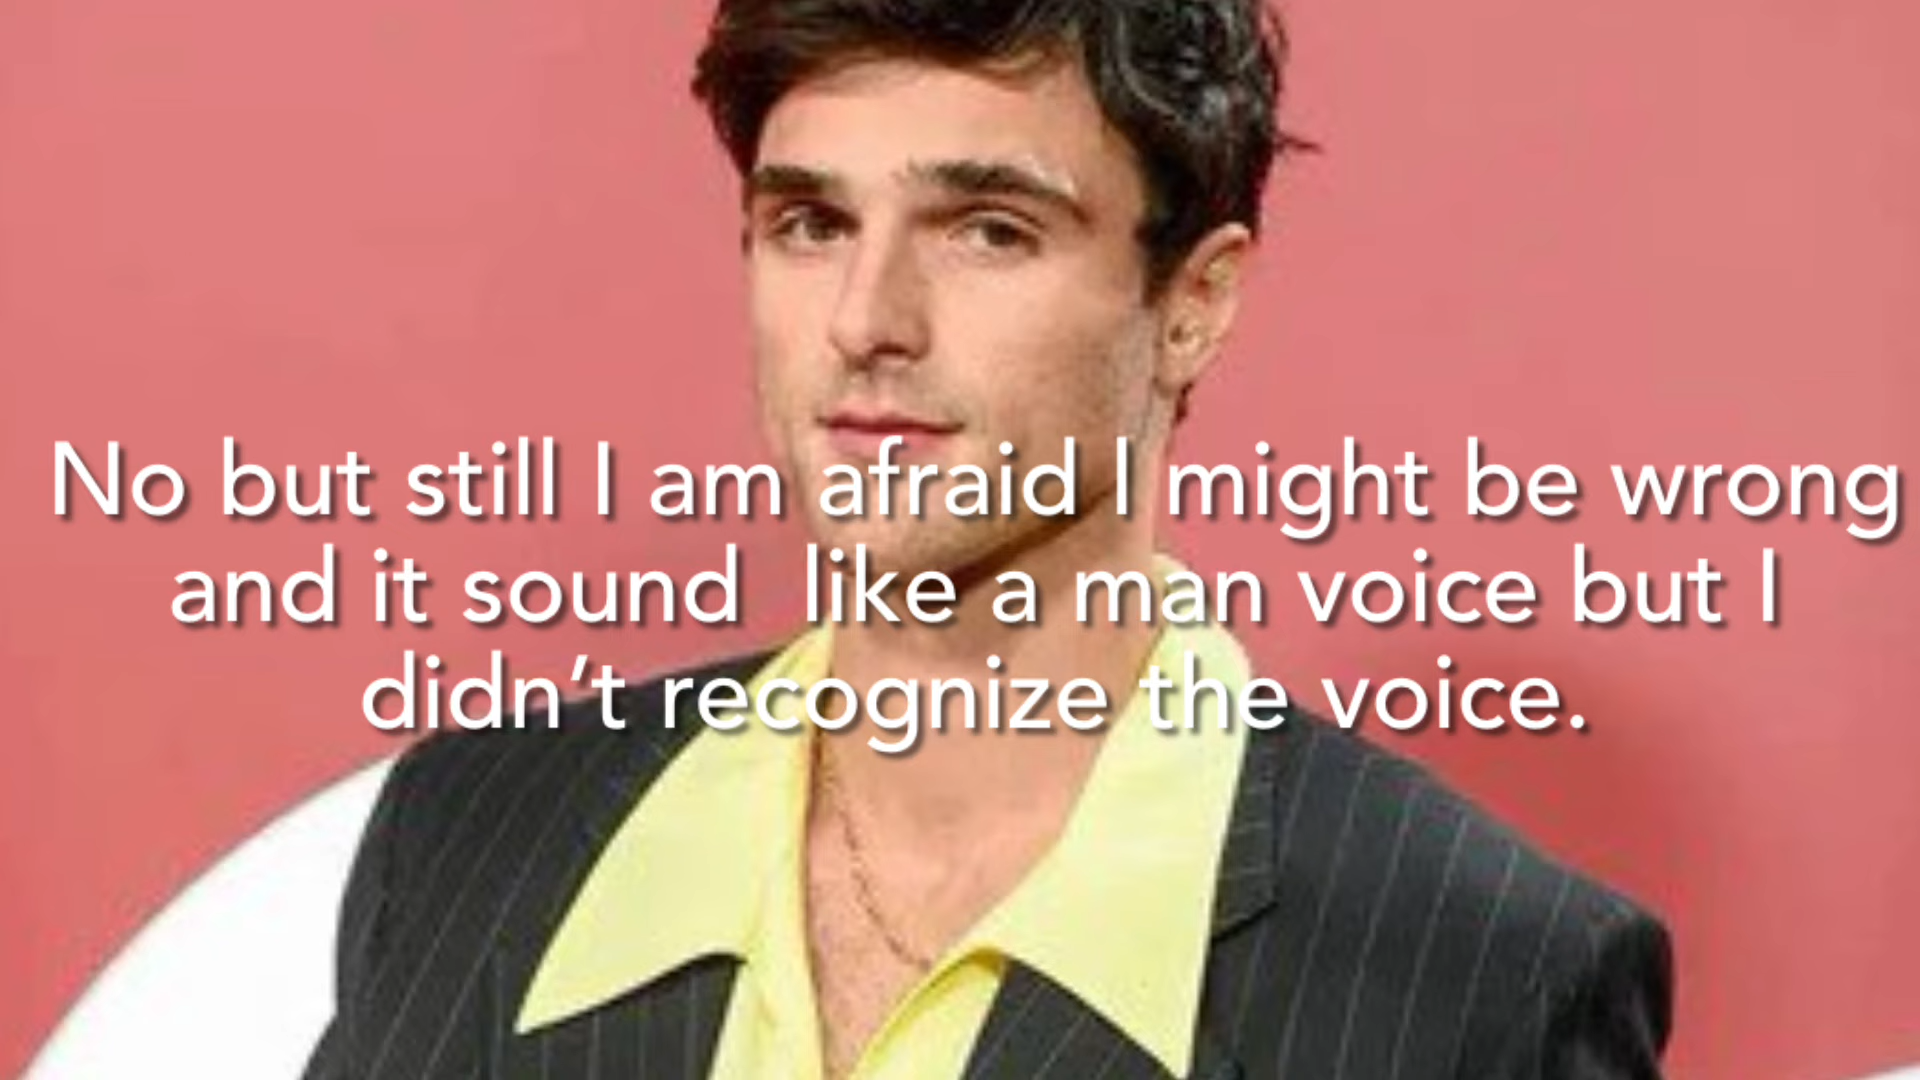 No but still I am afraid I might be wrong
and it sound  like a man voice but I
didn’t recognize the voice.